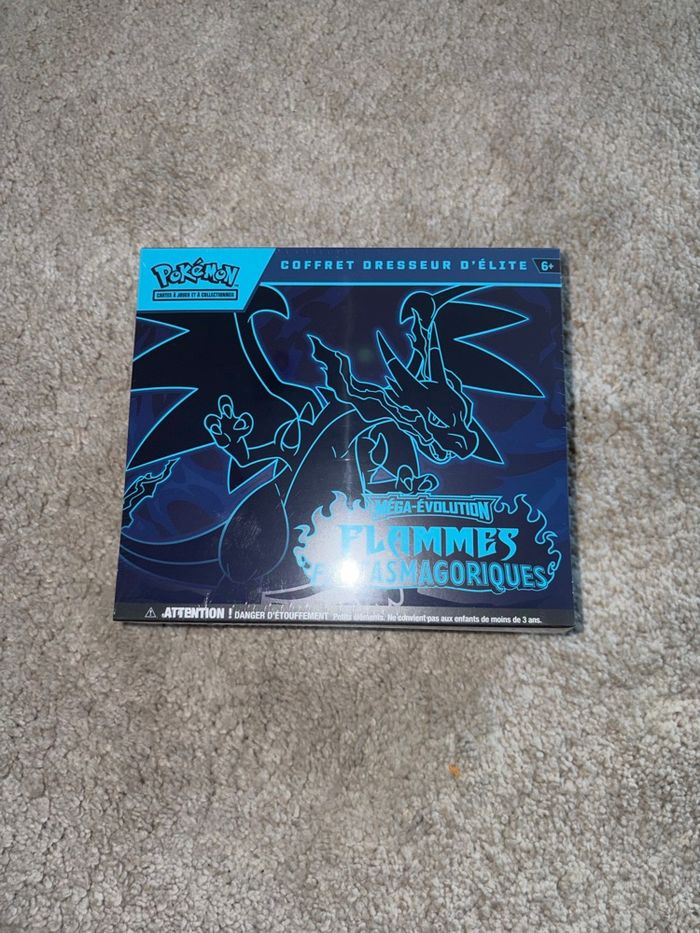 Pokémon
CARTES À JOUER ET À COLLECTIONNER
COFFRET DRESSEUR D'ÉLITE 6+
MÉGA-ÉVOLUTION
FLAMMES
FANTASMAGORIQUES
⚠ ATTENTION ! DANGER D'ÉTOUFFEMENT Petits éléments. Ne convient pas aux enfants de moins de 3 ans.